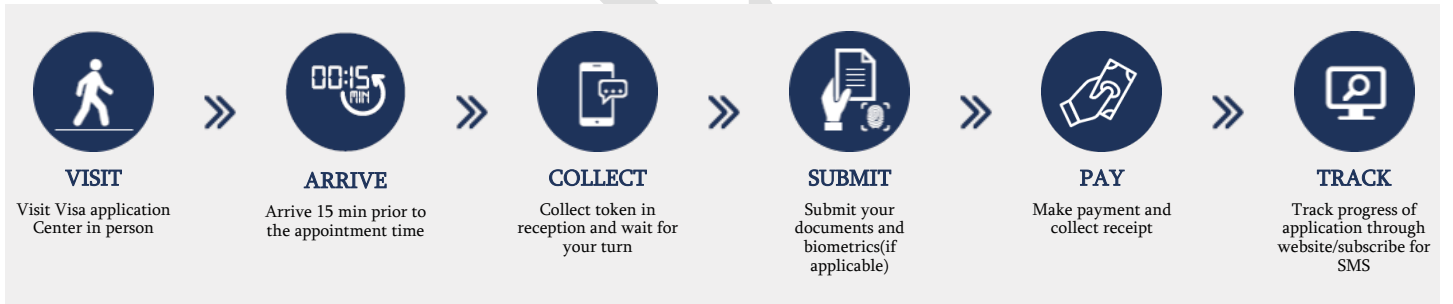 00:15
MIN
VISIT
Visit Visa application
Center in person
ARRIVE
Arrive 15 min prior to
the appointment time
COLLECT
Collect token in
reception and wait for
your turn
SUBMIT
Submit your
documents and
biometrics(if
applicable)
PAY
Make payment and
collect receipt
TRACK
Track progress of
application through
website/subscribe for
SMS